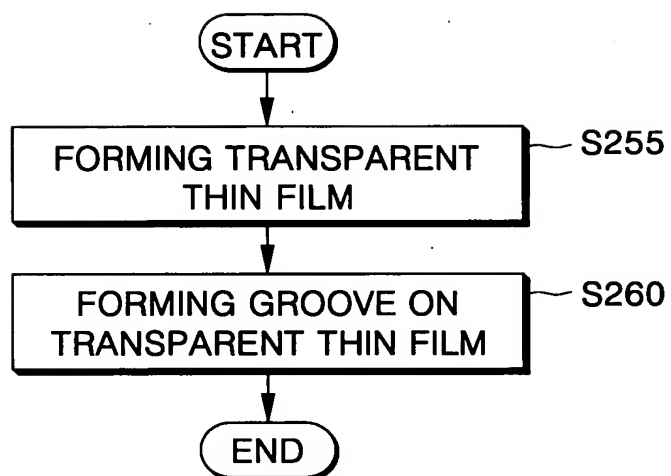 START
FORMING TRANSPARENT
THIN FILM
S255
FORMING GROOVE ON
TRANSPARENT THIN FILM
S260
END